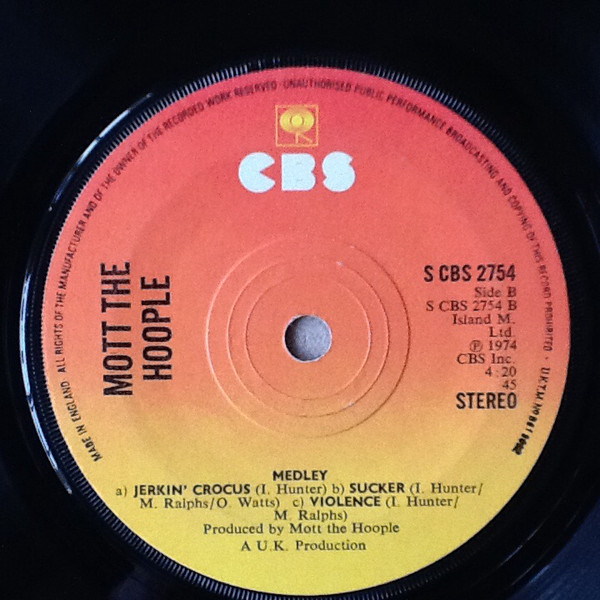 MADE IN ENGLAND ALL RIGHTS OF THE MANUFACTURER AND OF THE OWNER OF THE RECORDED WORK RESERVED · UNAUTHORISED PUBLIC PERFORMANCE BROADCASTING AND COPYING OF THIS RECORD PROHIBITED ·
CBS
MOTT THE
HOOPLE
S CBS 2754
Side B
S CBS 2754 B
Island M.
Ltd.
℗ 1974
CBS Inc.
4:20
45
STEREO
MEDLEY
a) JERKIN' CROCUS (I. Hunter) b) SUCKER (I. Hunter/
M. Ralphs/O. Watts) c) VIOLENCE (I. Hunter/
M. Ralphs)
Produced by Mott the Hoople
A U.K. Production